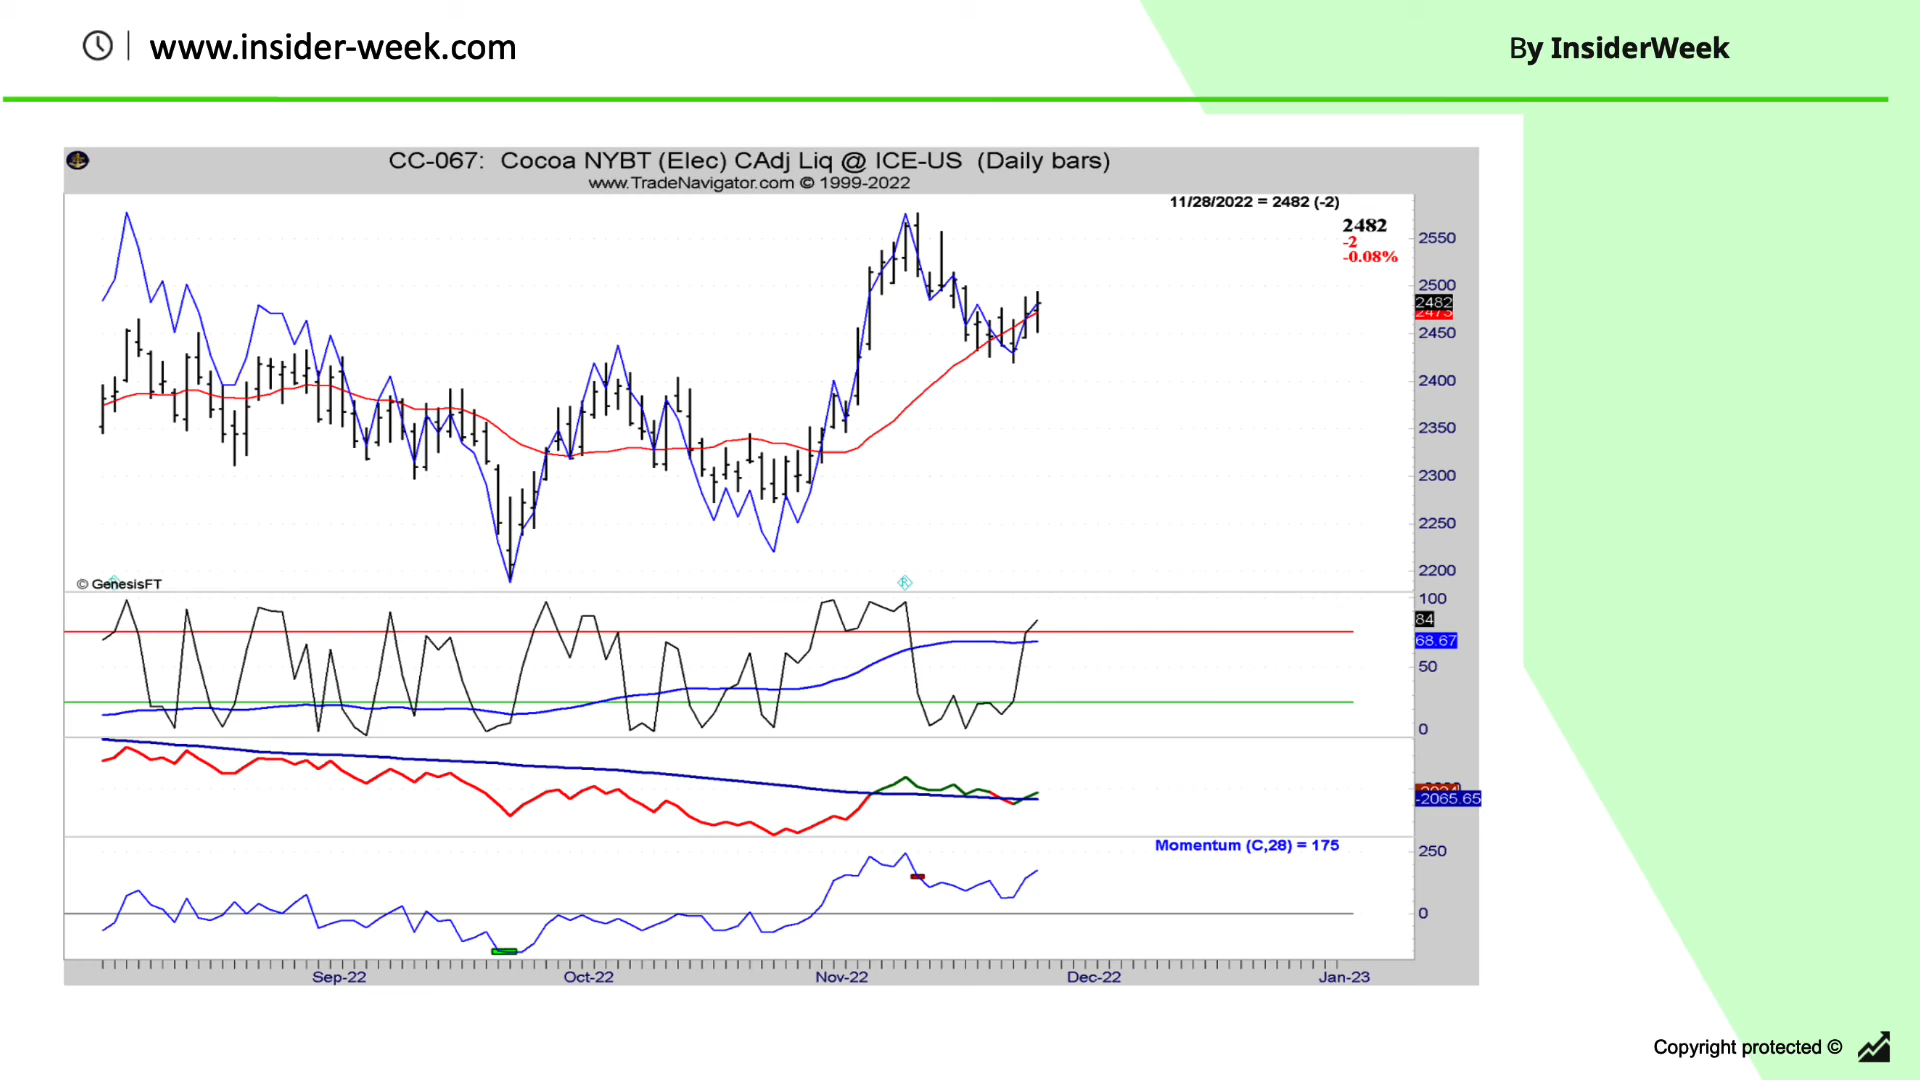 www.insider-week.com
By InsiderWeek
CC-067: Cocoa NYBT (Elec) CAdj Liq @ ICE-US (Daily bars)
www.TradeNavigator.com © 1999-2022
11/28/2022 = 2482 (-2)
2482
-2
-0.08%
2550
2500
2482
2473
2450
2400
2350
2300
2250
2200
© GenesisFT
R
100
84
68.67
50
0
-2065.65
Momentum (C,28) = 175
250
0
Sep-22 Oct-22 Nov-22 Dec-22 Jan-23
Copyright protected ©